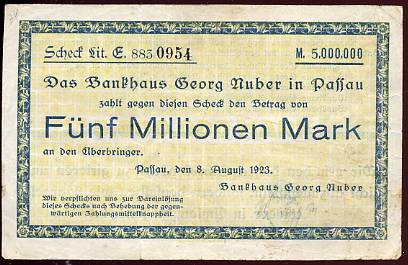 Scheck Lit. E. 885 0954 M. 5.000.000
Das Bankhaus Georg Nuber in Passau
zahlt gegen diesen Scheck den Betrag von
Fünf Millionen Mark
an den Überbringer.
Passau, den 8. August 1923.
Bankhaus Georg Nuber
Wir verpflichten uns zur Bareinlösung
dieses Schecks nach Behebung der gegen-
wärtigen Zahlungsmittelknappheit.